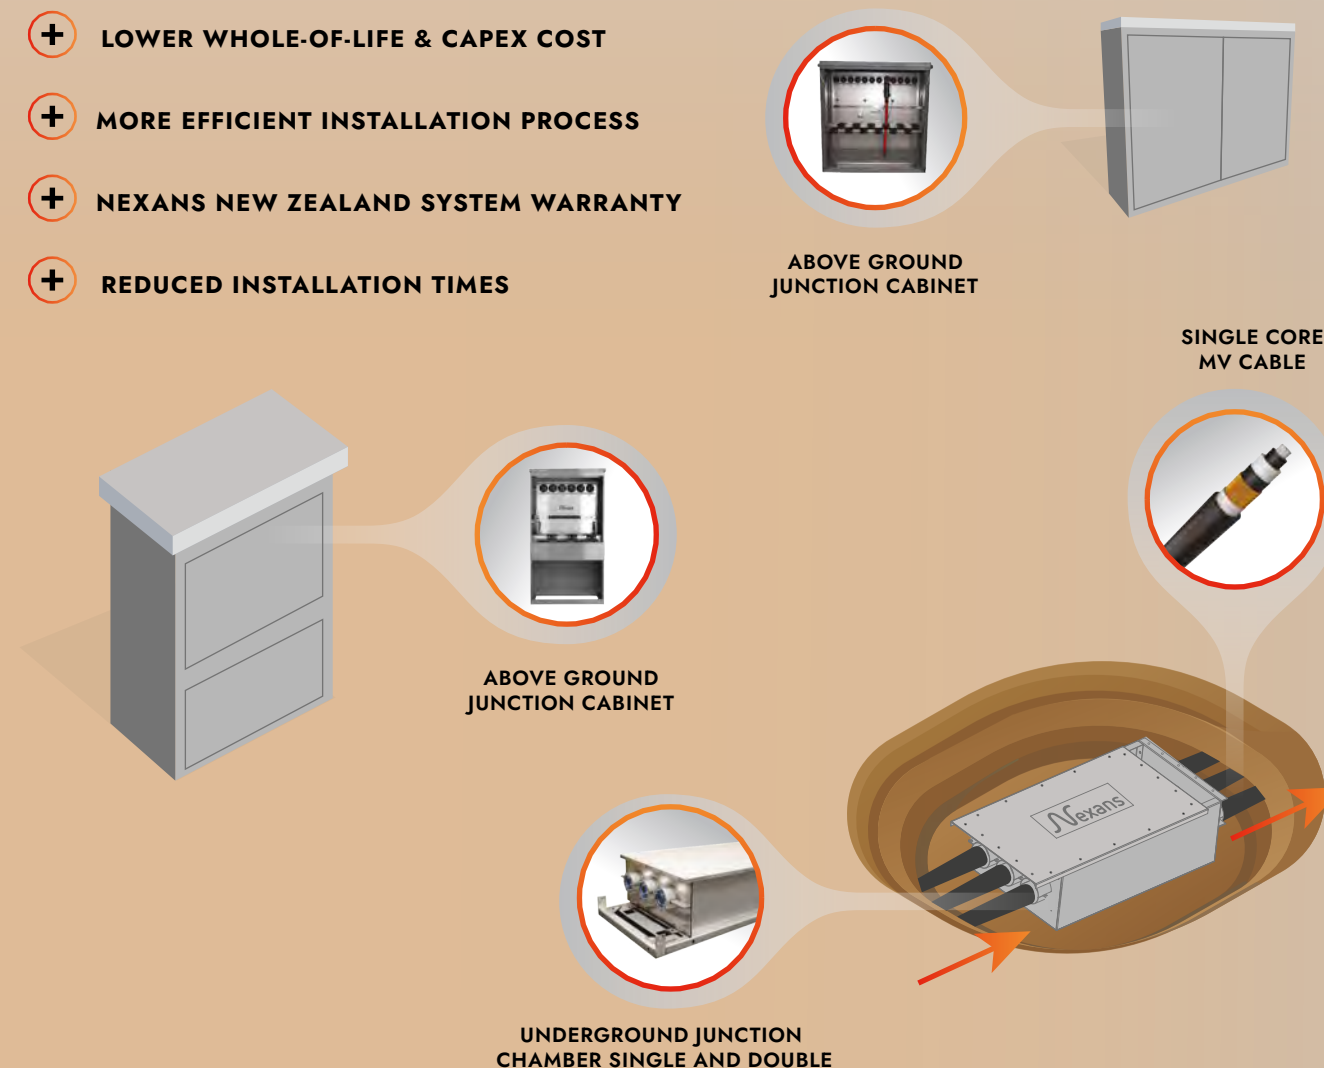 LOWER WHOLE-OF-LIFE & CAPEX COST
MORE EFFICIENT INSTALLATION PROCESS
NEXANS NEW ZEALAND SYSTEM WARRANTY
REDUCED INSTALLATION TIMES
ABOVE GROUND
JUNCTION CABINET
SINGLE CORE
MV CABLE
ABOVE GROUND
JUNCTION CABINET
Nexans
UNDERGROUND JUNCTION
CHAMBER SINGLE AND DOUBLE